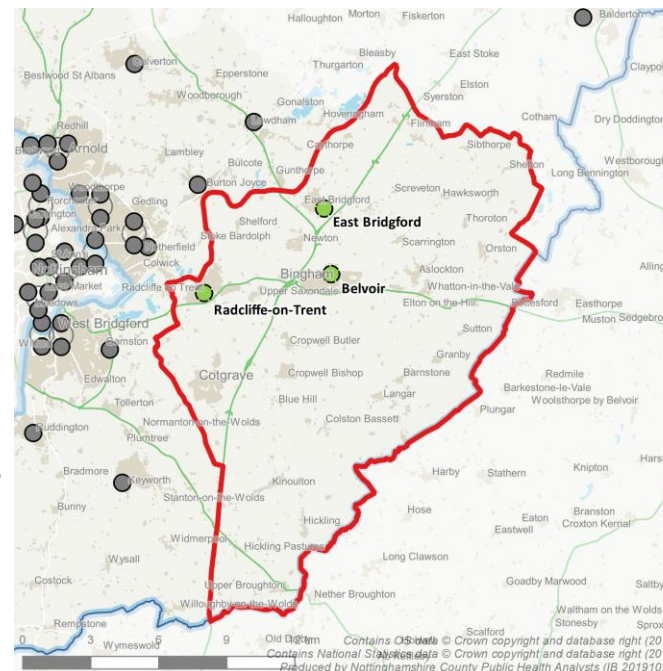 Halloughton Morton Fiskerton Balderton
Bleasby
Calverton Thurgarton East Stoke Claypole
Bestwood St Albans Epperstone
Woodborough Elston
Gonalston Syerston
Hoveringham Cotham
Redhill Lowdham Flintham Dry Doddington
Arnold Caythorpe Sibthorpe
Lambley Bulcote Westborough
Gunthorpe Shelton
Woodthorpe Long Bennington
Gedling Burton Joyce Screveton
Hawksworth
East Bridgford
Shelford Thoroton
East Bridgford
Alexandra Park Stoke Bardolph Newton Scarrington Orston
Netherfield
Colwick
Nottingham Bingham Aslockton
Market Radcliffe on Trent Belvoir Whatton-in-the-Vale
Meadows Upper Saxondale Bottesford Easthorpe
Radcliffe-on-Trent Elton on the Hill Muston Sedgebrook
West Bridgford
Sutton
Gamston Cropwell Butler Granby
Edwalton Redmile
Cotgrave Cropwell Bishop Barnstone Barkestone-le-Vale
Tollerton Blue Hill Langar Woolsthorpe by Belvoir
Ruddington Normanton-on-the-Wolds Colston Bassett Plungar
Plumtree
Bradmore Harby Stathern Knipton
Keyworth Kinoulton
Bunny Stanton-on-the-Wolds Branston
Hickling Hose Eaton Croxton Kerrial
Widmerpool Eastwell
Wysall Hickling Pastures
Long Clawson
Costock Upper Broughton Goadby Marwood
Nether Broughton
Willoughby-on-the-Wolds Waltham on the Wolds
Rempstone Stonesby
0 3 6 9 12 km
Wymeswold Scalford
Contains OS data © Crown copyright and database right (20
Contains National Statistics data © Crown copyright and database right (20
Produced by Nottinghamshire County Public Health Analysts (IB 2019